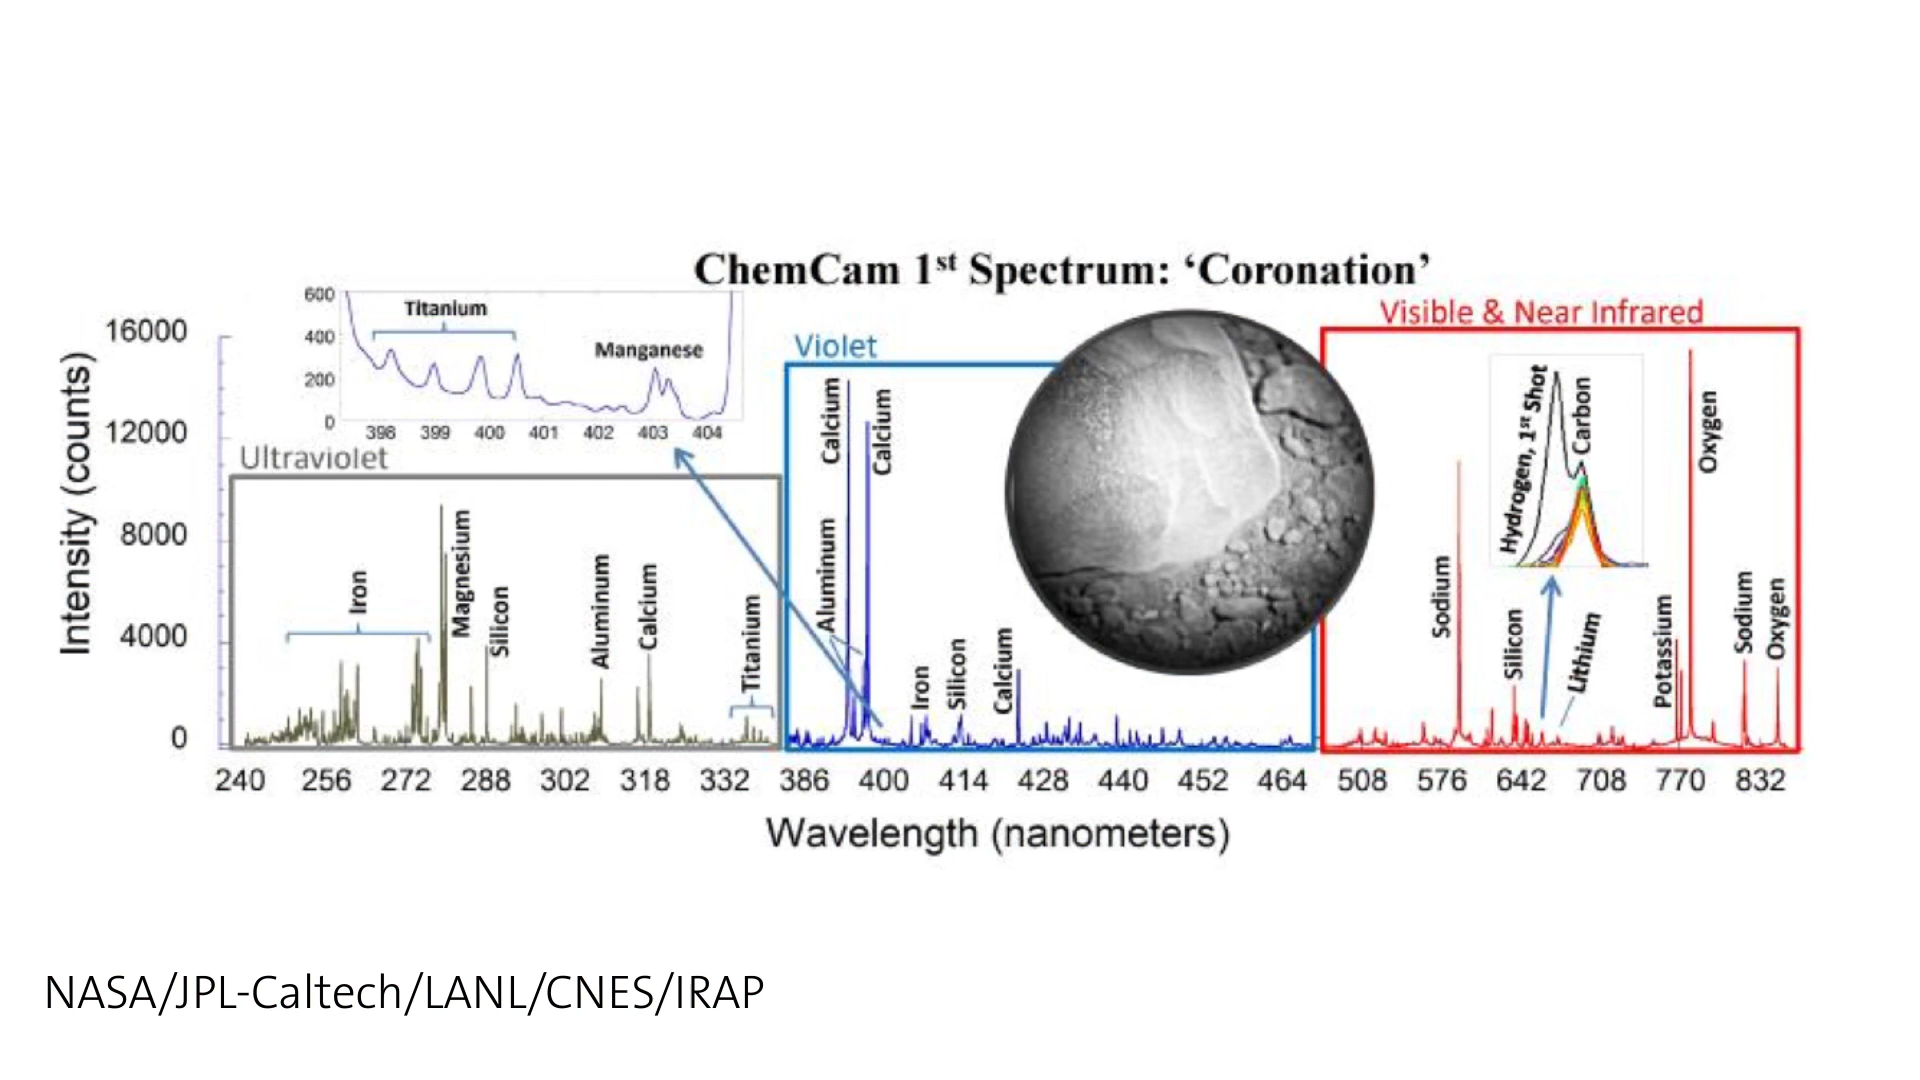 ChemCam 1st Spectrum: ‘Coronation’
Intensity (counts)
16000
12000
8000
4000
0
600
400
200
0
Titanium
Manganese
398 399 400 401 402 403 404
Ultraviolet
Iron
Magnesium
Silicon
Aluminum
Calcium
Titanium
Violet
Calcium
Calcium
Aluminum
Iron
Silicon
Calcium
Visible & Near Infrared
Sodium
Hydrogen, 1st Shot
Carbon
Silicon
Lithium
Potassium
Oxygen
Sodium
Oxygen
240 256 272 288 302 318 332 386 400 414 428 440 452 464 508 576 642 708 770 832
Wavelength (nanometers)
NASA/JPL-Caltech/LANL/CNES/IRAP